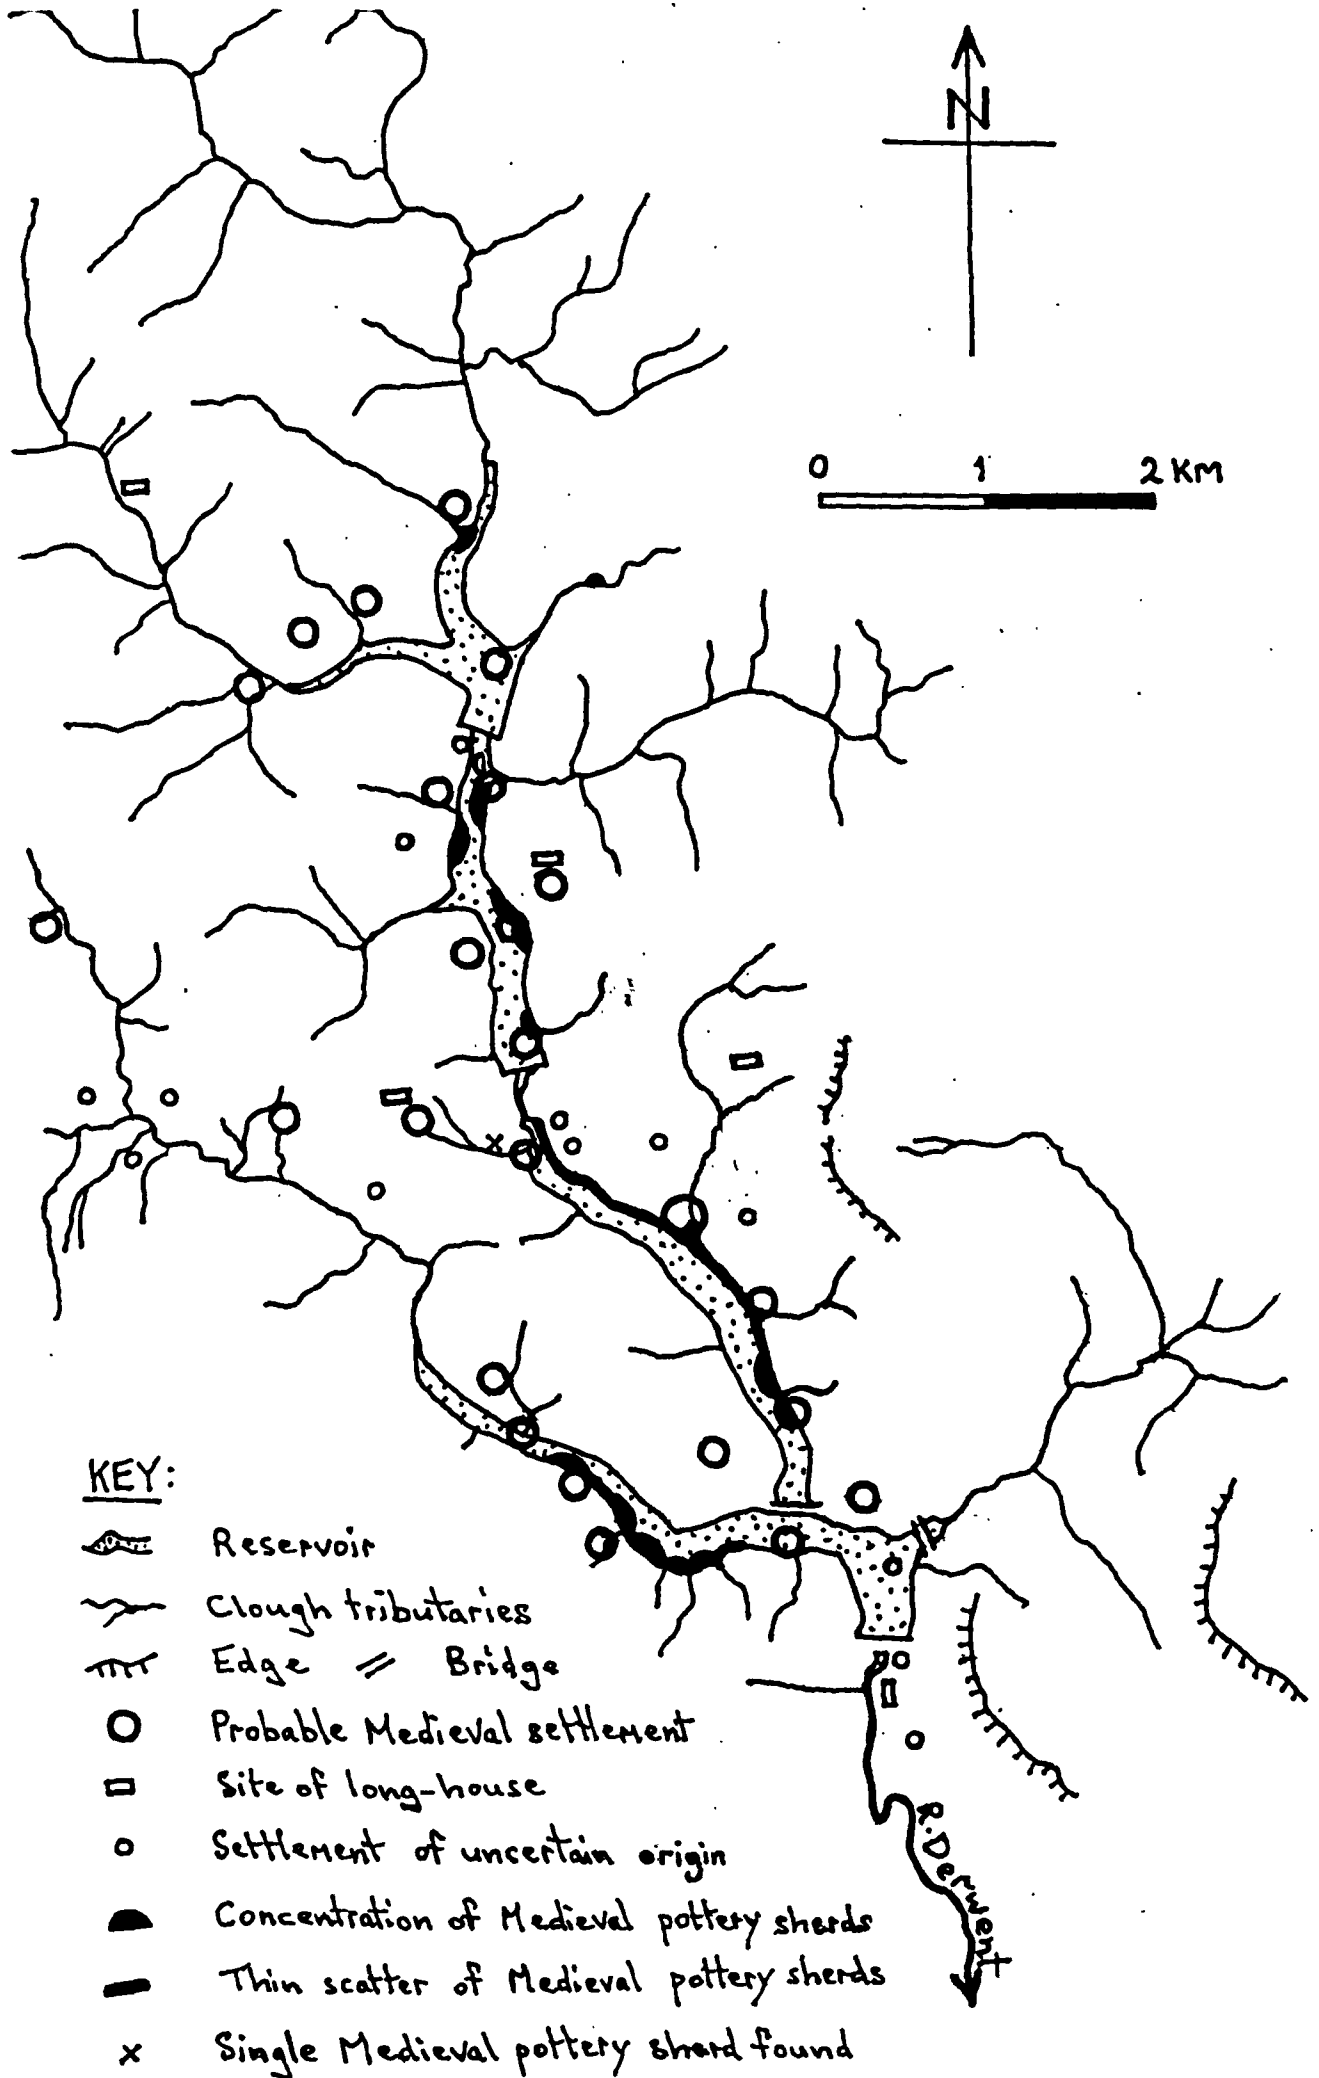 N
0 1 2 KM
KEY:
Reservoir
Clough tributaries
Edge Bridge
Probable Medieval settlement
Site of long-house
Settlement of uncertain origin
Concentration of Medieval pottery sherds
Thin scatter of Medieval pottery sherds
Single Medieval pottery sherd found
R. Derwent